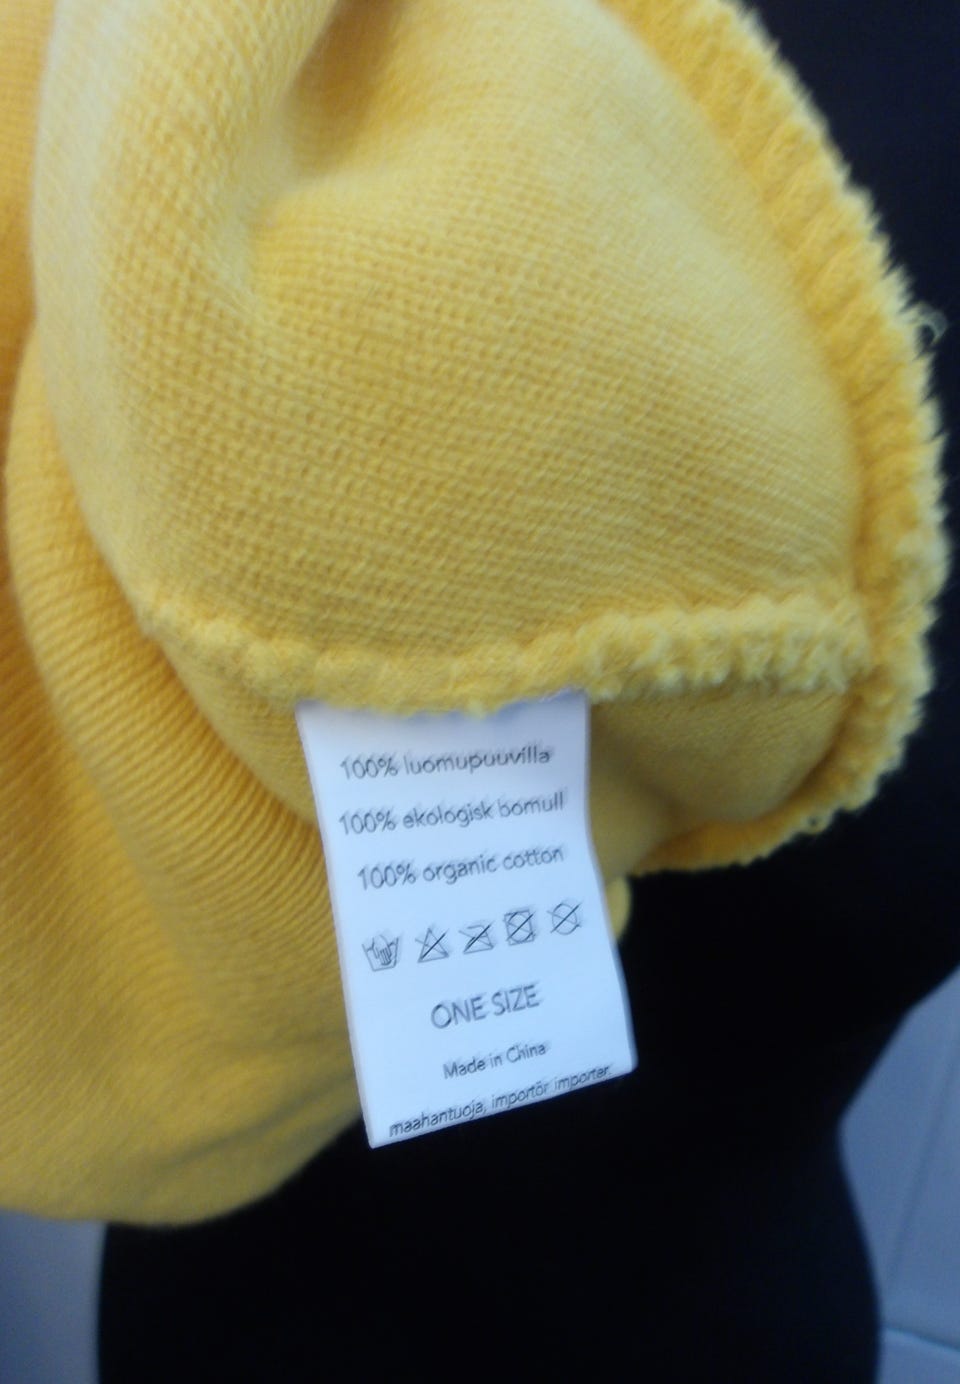 100% luomupuuvilla
100% ekologisk bomull
100% organic cotton
ONE SIZE
Made in China
maahantuoja, importör importer: